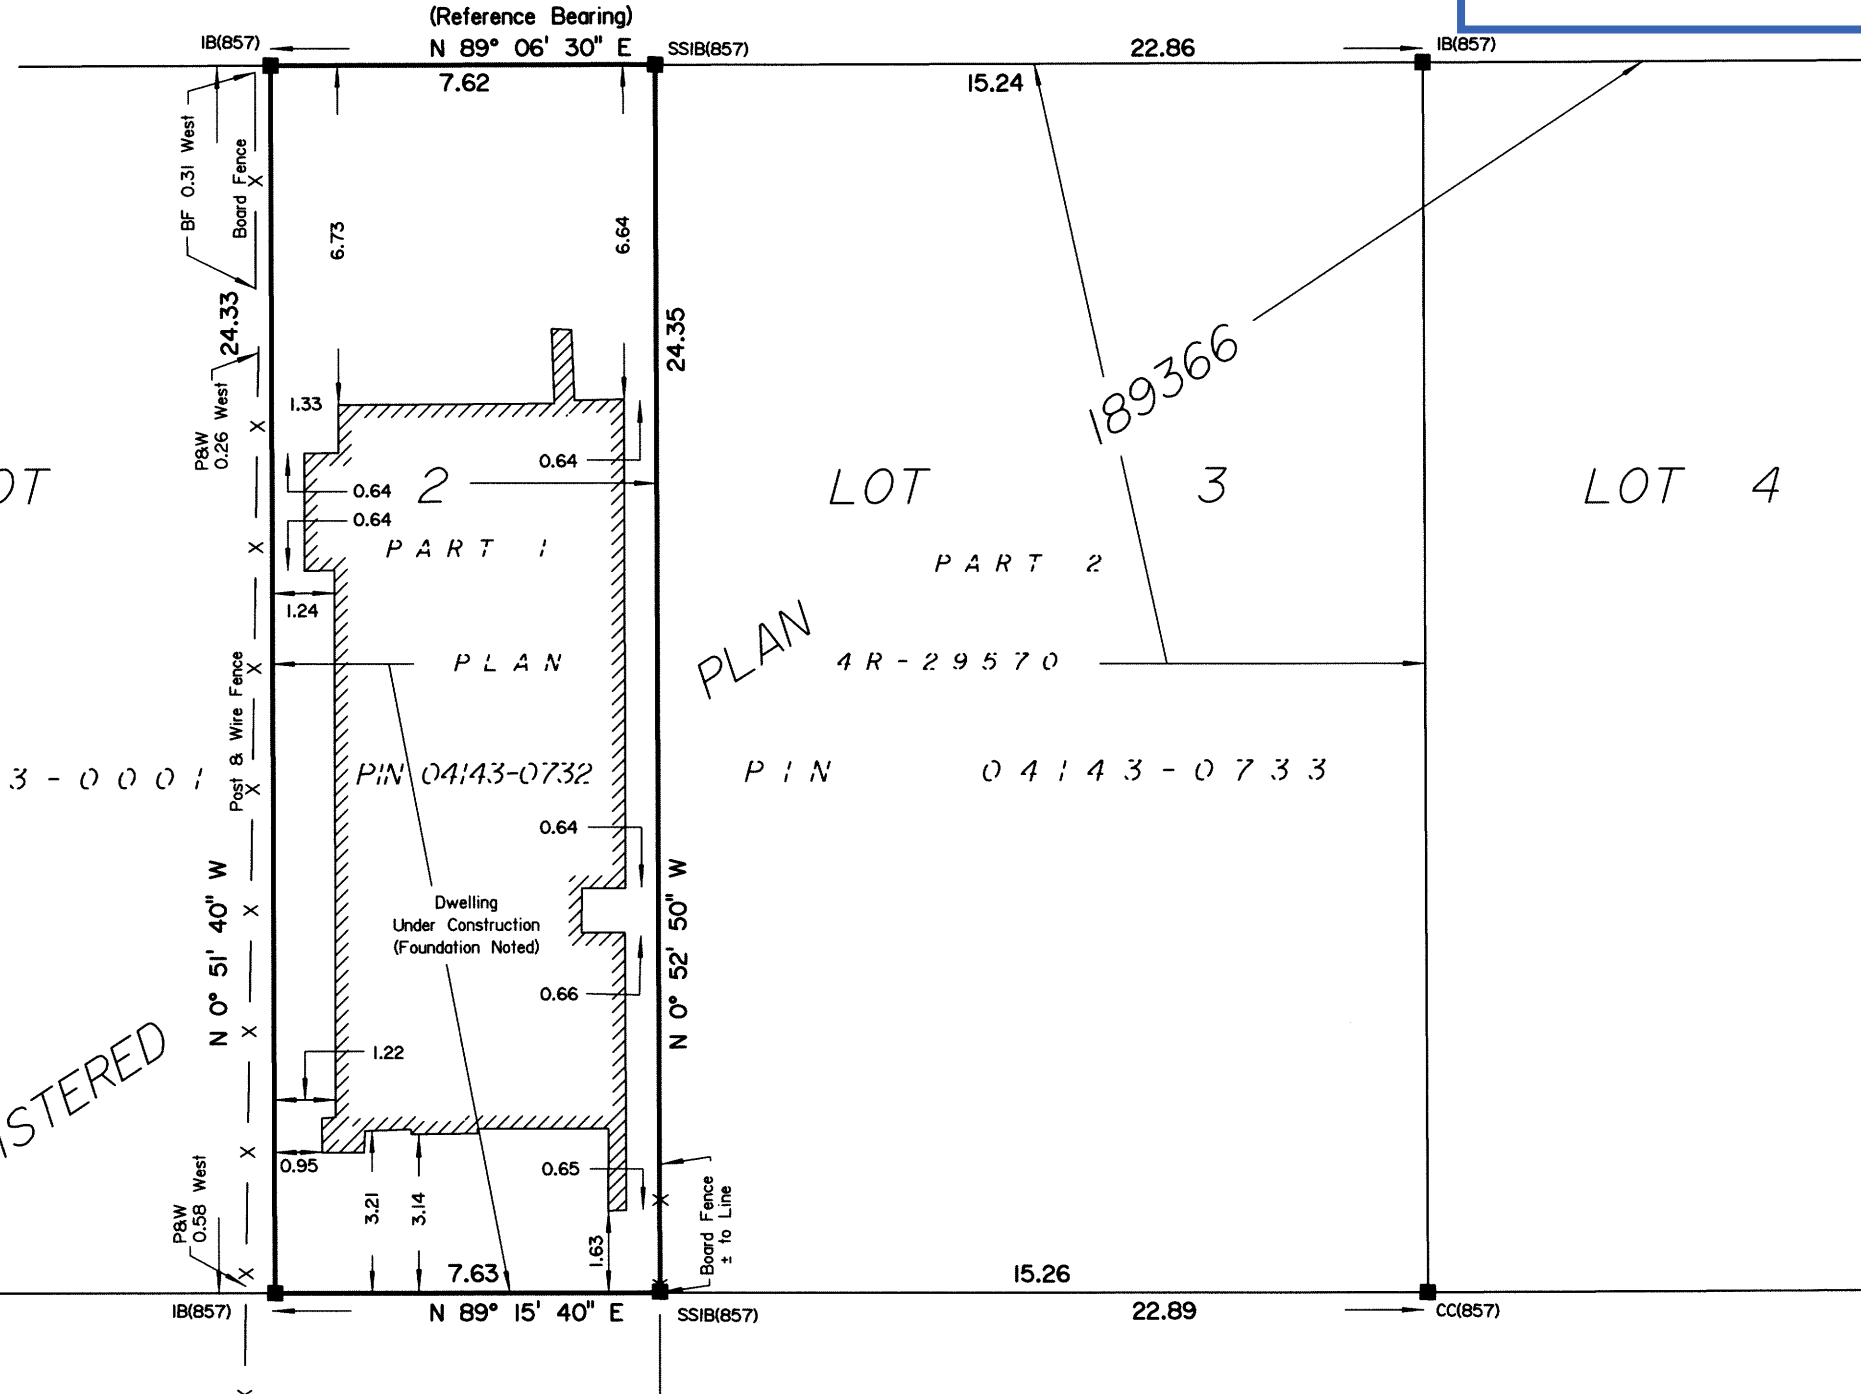 (Reference Bearing)
IB(857)
N 89° 06' 30" E
SSIB(857)
22.86
IB(857)
7.62
15.24
BF 0.31 West
Board Fence
6.73
6.64
24.33
24.35
P&W
0.26 West
1.33
189366
0.64
0.64
2
0.64
LOT 3
LOT 4
PART 1
PART 2
1.24
PLAN
PLAN
4R-29570
Post & Wire Fence
3-0001
PIN 04143-0732
PIN 04143-0733
0.64
N 0° 51' 40" W
N 0° 52' 50" W
Dwelling
Under Construction
(Foundation Noted)
0.66
1.22
0.95
0.65
P&W
0.58 West
3.21
3.14
1.63
Board Fence
± to Line
7.63
15.26
IB(857)
N 89° 15' 40" E
SSIB(857)
22.89
CC(857)